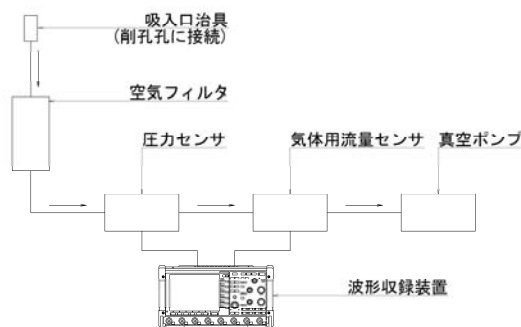 吸入口治具
(削孔孔に接続)
空気フィルタ
圧力センサ
気体用流量センサ
真空ポンプ
波形収録装置